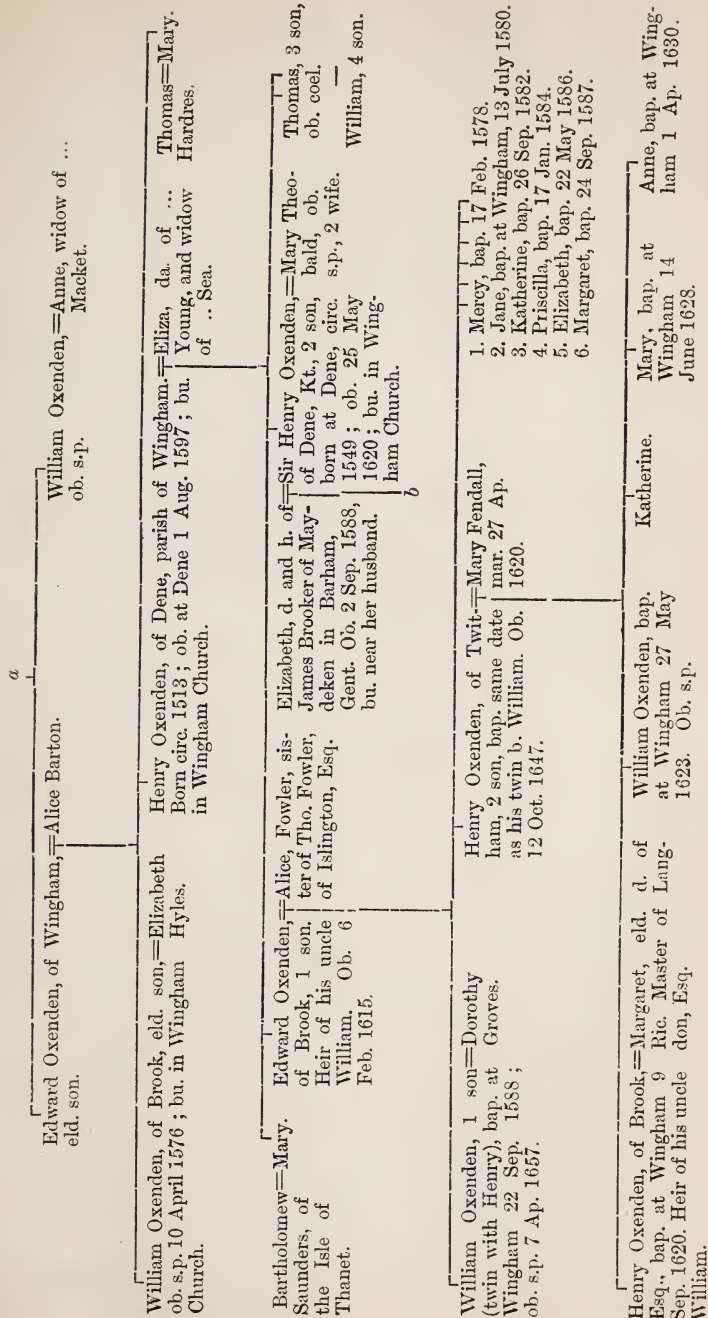 a
Edward Oxenden, of Wingham,=Alice Barton.
eld. son.
William Oxenden,=Anne, widow of ...
ob. s.p. Macket.
William Oxenden, of Brook, eld. son,=Elizabeth
ob. s.p. 10 April 1576 ; bu. in Wingham Hyles.
Church.
Henry Oxenden, of Dene, parish of Wingham.=Eliza, da. of ...
Born circ. 1513 ; ob. at Dene 1 Aug. 1597 ; bu. Young, and widow
in Wingham Church. of .. Sea.
Thomas=Mary.
Hardres.
Bartholomew=Mary.
Saunders, of
the Isle of
Thanet.
Edward Oxenden,=Alice, Fowler, sis-
of Brook, 1 son. ter of Tho. Fowler,
Heir of his uncle of Islington, Esq.
William. Ob. 6
Feb. 1615.
Elizabeth, d. and h. of=Sir Henry Oxenden,=Mary Theo-
James Brooker of May- of Dene, Kt., 2 son, bald, ob.
deken in Barham, born at Dene, circ. s.p., 2 wife.
Gent. Ob. 2 Sep. 1588, 1549 ; ob. 25 May
bu. near her husband. 1620 ; bu. in Wing-
ham Church.
b
Thomas, 3 son,
ob. coel.
—
William, 4 son.
William Oxenden, 1 son=Dorothy
(twin with Henry), bap. at Groves.
Wingham 22 Sep. 1588 ;
ob. s.p. 7 Ap. 1657.
Henry Oxenden, of Twit-=Mary Fendall,
ham, 2 son, bap. same date mar. 27 Ap.
as his twin b. William. Ob. 1620.
12 Oct. 1647.
1. Mercy, bap. 17 Feb. 1578.
2. Jane, bap. at Wingham, 13 July 1580.
3. Katherine, bap. 26 Sep. 1582.
4. Priscilla, bap. 17 Jan. 1584.
5. Elizabeth, bap. 22 May 1586.
6. Margaret, bap. 24 Sep. 1587.
Henry Oxenden, of Brook,=Margaret, eld. d. of
Esq., bap. at Wingham 9 Ric. Master of Lang-
Sep. 1620. Heir of his uncle don, Esq.
William.
William Oxenden, bap.
at Wingham 27 May
1623. Ob. s.p.
Katherine.
Mary, bap. at
Wingham 14
June 1628.
Anne, bap. at Wing-
ham 1 Ap. 1630.